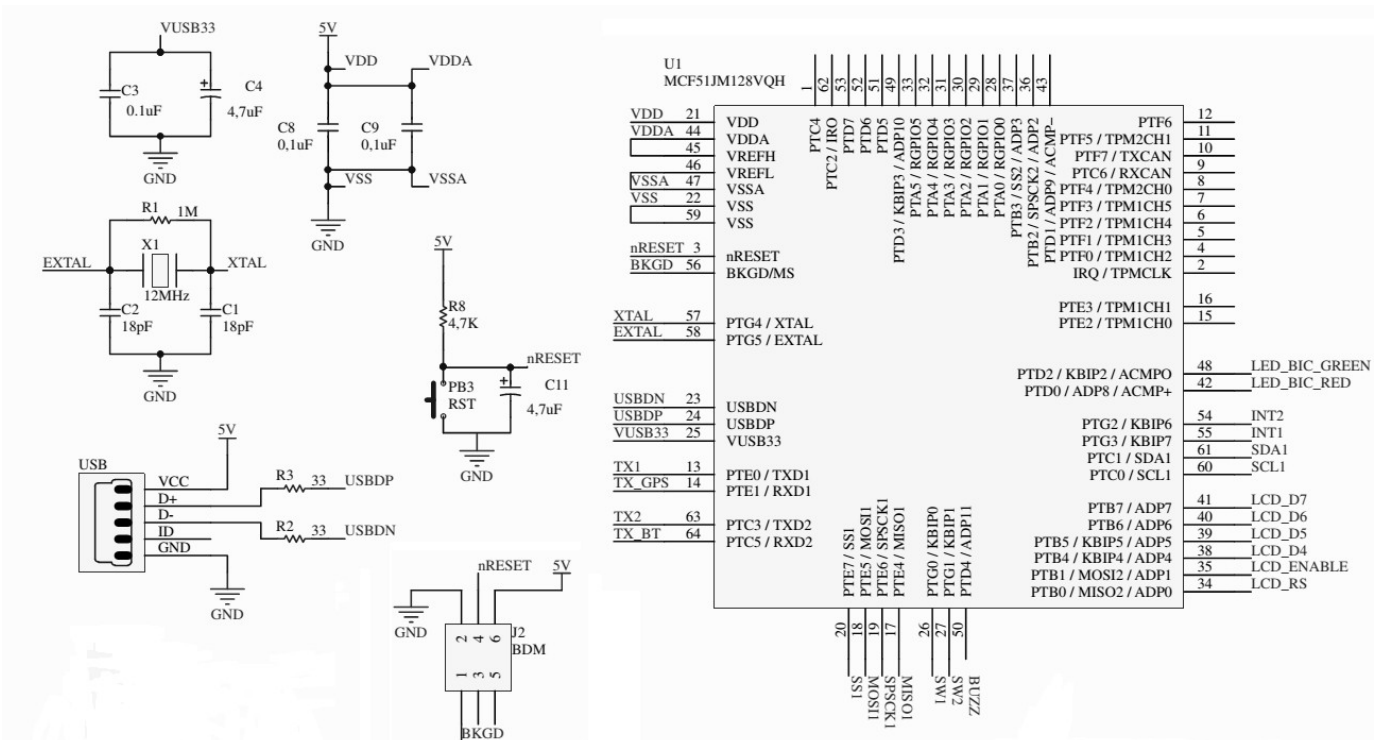 VUSB33
C3
0.1uF
C4
4,7uF
GND
5V
VDD
VDDA
C8
0,1uF
C9
0,1uF
VSS
VSSA
GND
R1
1M
X1
EXTAL
XTAL
12MHz
C2
18pF
C1
18pF
GND
5V
R8
4,7K
nRESET
PB3
RST
C11
4,7uF
GND
USB
5V
VCC
D+
D-
ID
GND
R3
33
USBDP
R2
33
USBDN
GND
nRESET
5V
GND
2
4
6
J2
BDM
1
3
5
BKGD
U1
MCF51JM128VQH
1
62
53
52
51
49
33
32
31
30
29
28
37
36
43
PTC4
PTC2 / IRO
PTD7
PTD6
PTD5
PTD3 / KBIP3 / ADP10
PTA5 / RGPIO5
PTA4 / RGPIO4
PTA3 / RGPIO3
PTA2 / RGPIO2
PTA1 / RGPIO1
PTA0 / RGPIO0
PTB3 / SS2 / ADP3
PTB2 / SPSCK2 / ADP2
PTD1 / ADP9 / ACMP-
VDD 21 VDD
VDDA 44 VDDA
45 VREFH
46 VREFL
VSSA 47 VSSA
VSS 22 VSS
59 VSS
nRESET 3 nRESET
BKGD 56 BKGD/MS
XTAL 57 PTG4 / XTAL
EXTAL 58 PTG5 / EXTAL
USBDN 23 USBDN
USBDP 24 USBDP
VUSB33 25 VUSB33
TX1 13 PTE0 / TXD1
TX_GPS 14 PTE1 / RXD1
TX2 63 PTC3 / TXD2
TX_BT 64 PTC5 / RXD2
PTF6 12
PTF5 / TPM2CH1 11
PTF7 / TXCAN 10
PTC6 / RXCAN 9
PTF4 / TPM2CH0 8
PTF3 / TPM1CH5 7
PTF2 / TPM1CH4 6
PTF1 / TPM1CH3 5
PTF0 / TPM1CH2 4
IRQ / TPMCLK 2
PTE3 / TPM1CH1 16
PTE2 / TPM1CH0 15
PTD2 / KBIP2 / ACMPO 48 LED_BIC_GREEN
PTD0 / ADP8 / ACMP+ 42 LED_BIC_RED
PTG2 / KBIP6 54 INT2
PTG3 / KBIP7 55 INT1
PTC1 / SDA1 61 SDA1
PTC0 / SCL1 60 SCL1
PTB7 / ADP7 41 LCD_D7
PTB6 / ADP6 40 LCD_D6
PTB5 / KBIP5 / ADP5 39 LCD_D5
PTB4 / KBIP4 / ADP4 38 LCD_D4
PTB1 / MOSI2 / ADP1 35 LCD_ENABLE
PTB0 / MISO2 / ADP0 34 LCD_RS
PTE7 / SS1
PTE5 / MOSI1
PTE6 / SPSCK1
PTE4 / MISO1
PTG0 / KBIP0
PTG1 / KBIP1
PTD4 / ADP11
20
18
19
17
26
27
50
SS1
MOSI1
SPSCK1
MISO1
SW1
SW2
BUZZ